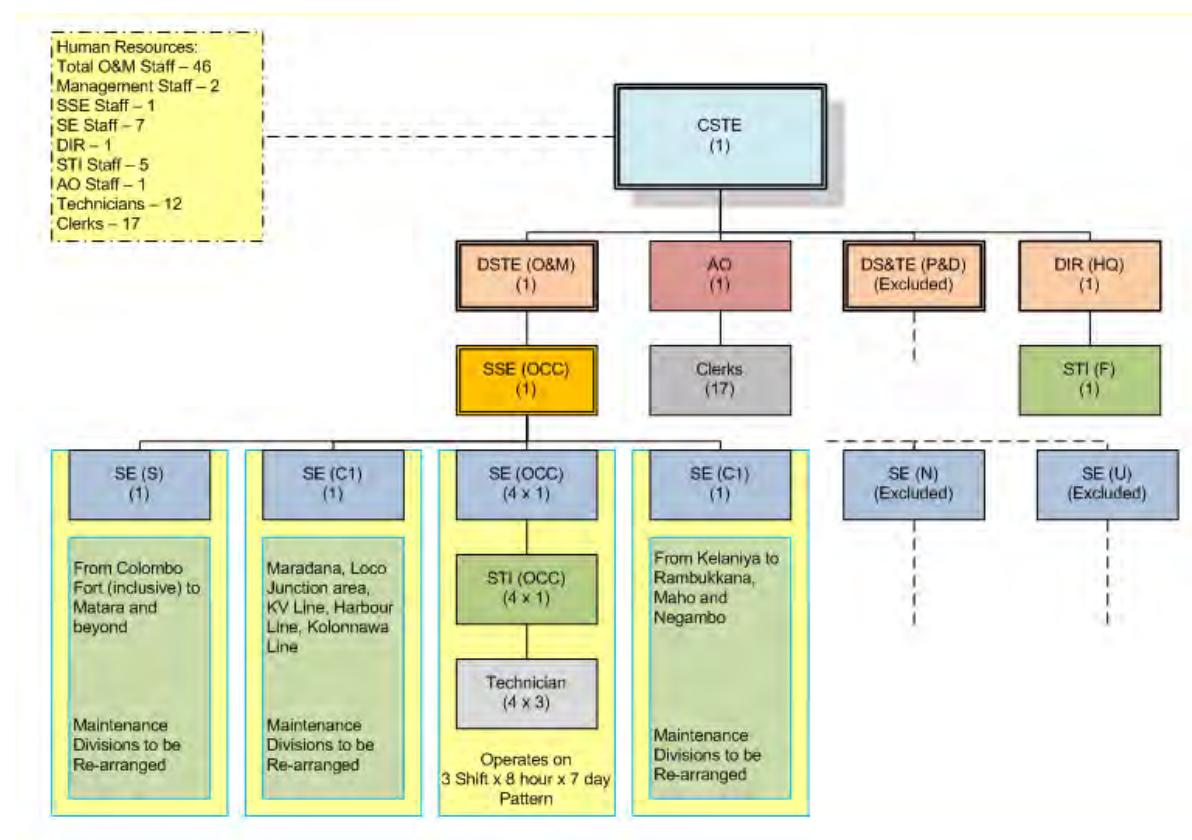 Human Resources:
Total O&M Staff – 46
Management Staff – 2
SSE Staff – 1
SE Staff – 7
DIR – 1
STI Staff – 5
AO Staff – 1
Technicians – 12
Clerks – 17
CSTE
(1)
DSTE (O&M)
(1)
AO
(1)
DS&TE (P&D)
(Excluded)
DIR (HQ)
(1)
SSE (OCC)
(1)
Clerks
(17)
STI (F)
(1)
SE (S)
(1)
SE (C1)
(1)
SE (OCC)
(4 x 1)
SE (C1)
(1)
SE (N)
(Excluded)
SE (U)
(Excluded)
From Colombo
Fort (inclusive) to
Matara and
beyond
Maintenance
Divisions to be
Re-arranged
Maradana, Loco
Junction area,
KV Line, Harbour
Line, Kolonnawa
Line
Maintenance
Divisions to be
Re-arranged
STI (OCC)
(4 x 1)
Technician
(4 x 3)
Operates on
3 Shift x 8 hour x 7 day
Pattern
From Kelaniya to
Rambukkana,
Maho and
Negambo
Maintenance
Divisions to be
Re-arranged